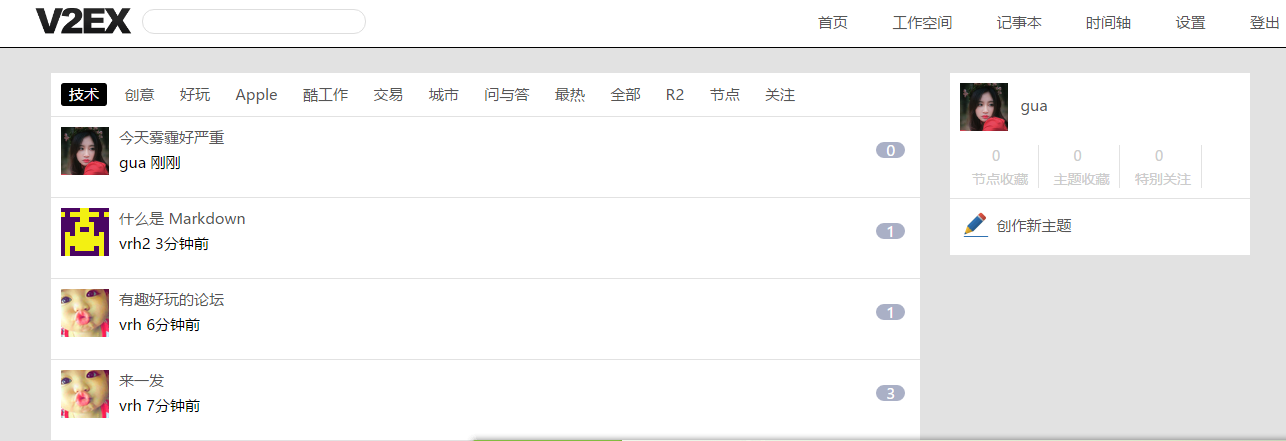 V2EX 首页 工作空间 记事本 时间轴 设置 登出
技术 创意 好玩 Apple 酷工作 交易 城市 问与答 最热 全部 R2 节点 关注
今天雾霾好严重
gua 刚刚
0
什么是 Markdown
vrh2 3分钟前
1
有趣好玩的论坛
vrh 6分钟前
1
来一发
vrh 7分钟前
3
gua
0 0 0
节点收藏 主题收藏 特别关注
创作新主题